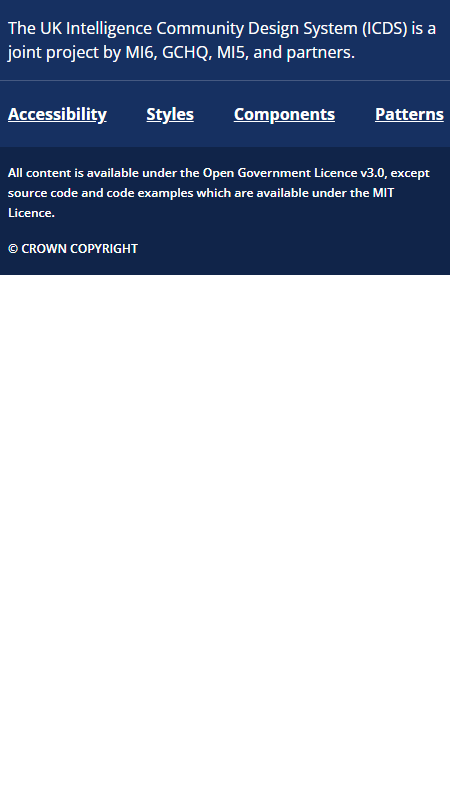 The UK Intelligence Community Design System (ICDS) is a
joint project by MI6, GCHQ, MI5, and partners.
Accessibility Styles Components Patterns
All content is available under the Open Government Licence v3.0, except
source code and code examples which are available under the MIT
Licence.
© CROWN COPYRIGHT